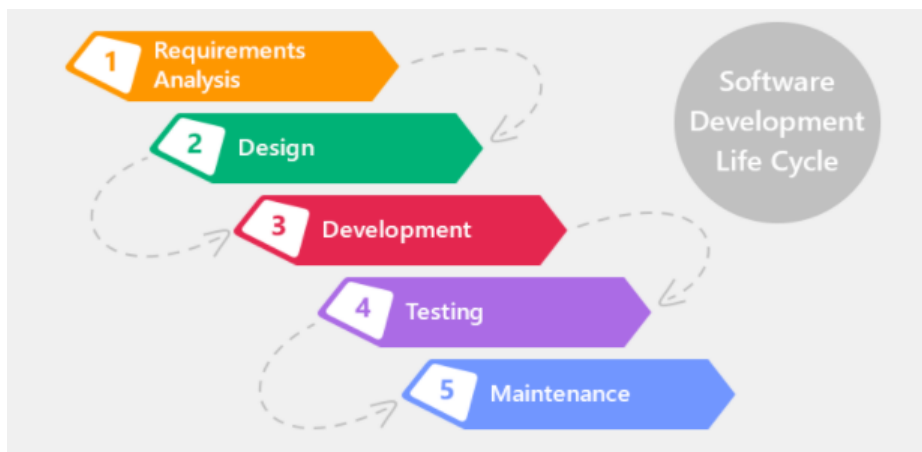 1
Requirements
Analysis
2
Design
3
Development
4
Testing
5
Maintenance
Software
Development
Life Cycle